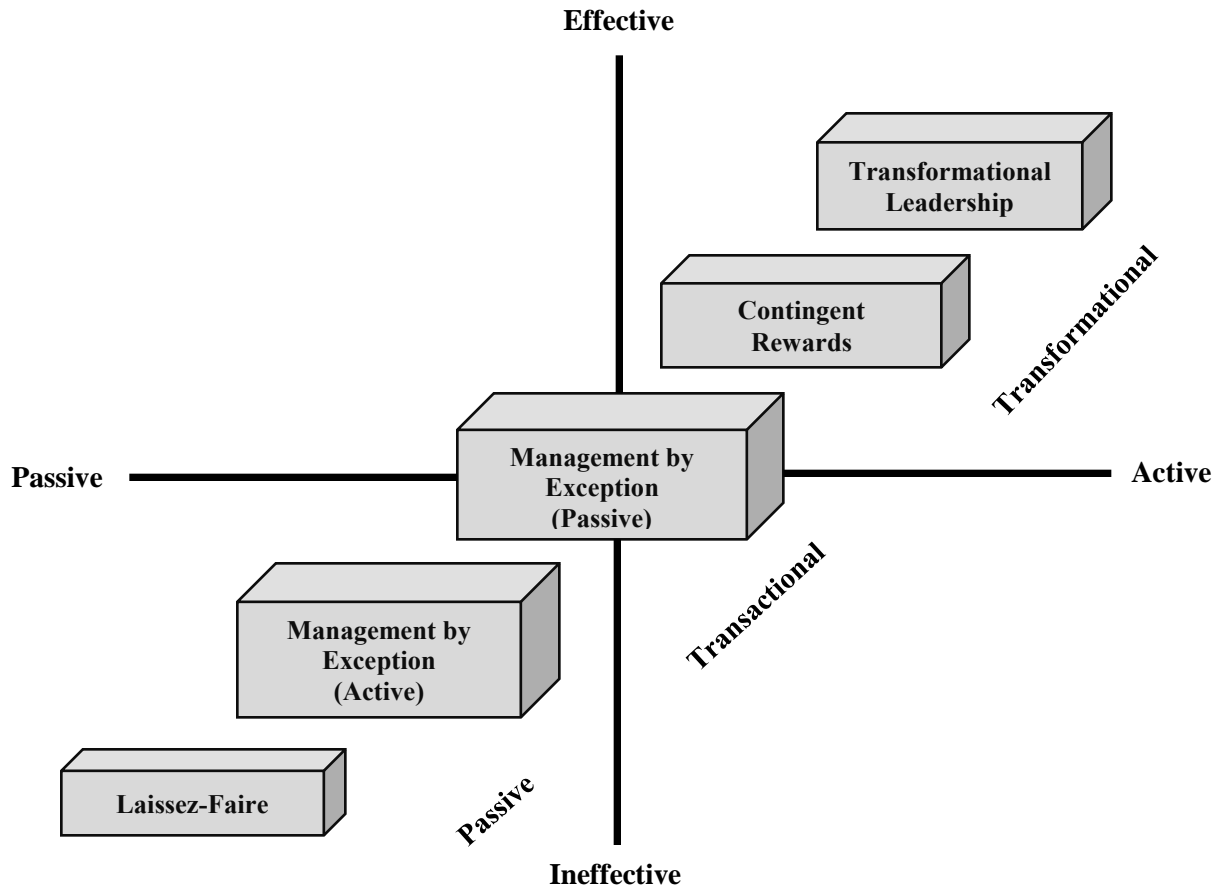 Effective
Transformational
Leadership
Transformational
Contingent
Rewards
Passive
Management by
Exception
(Passive)
Active
Transactional
Management by
Exception
(Active)
Laissez-Faire
Passive
Ineffective